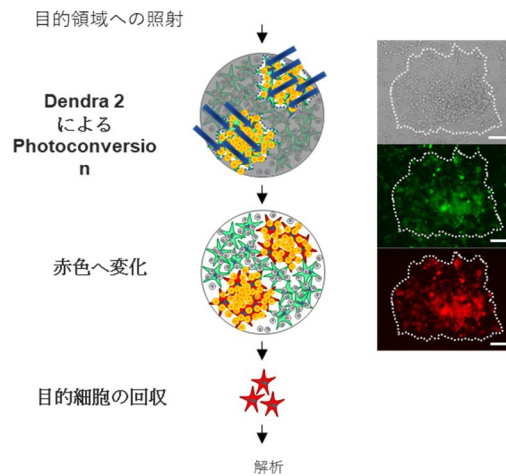 目的領域への照射
Dendra 2
による
Photoconversio
n
赤色へ変化
目的細胞の回収
解析